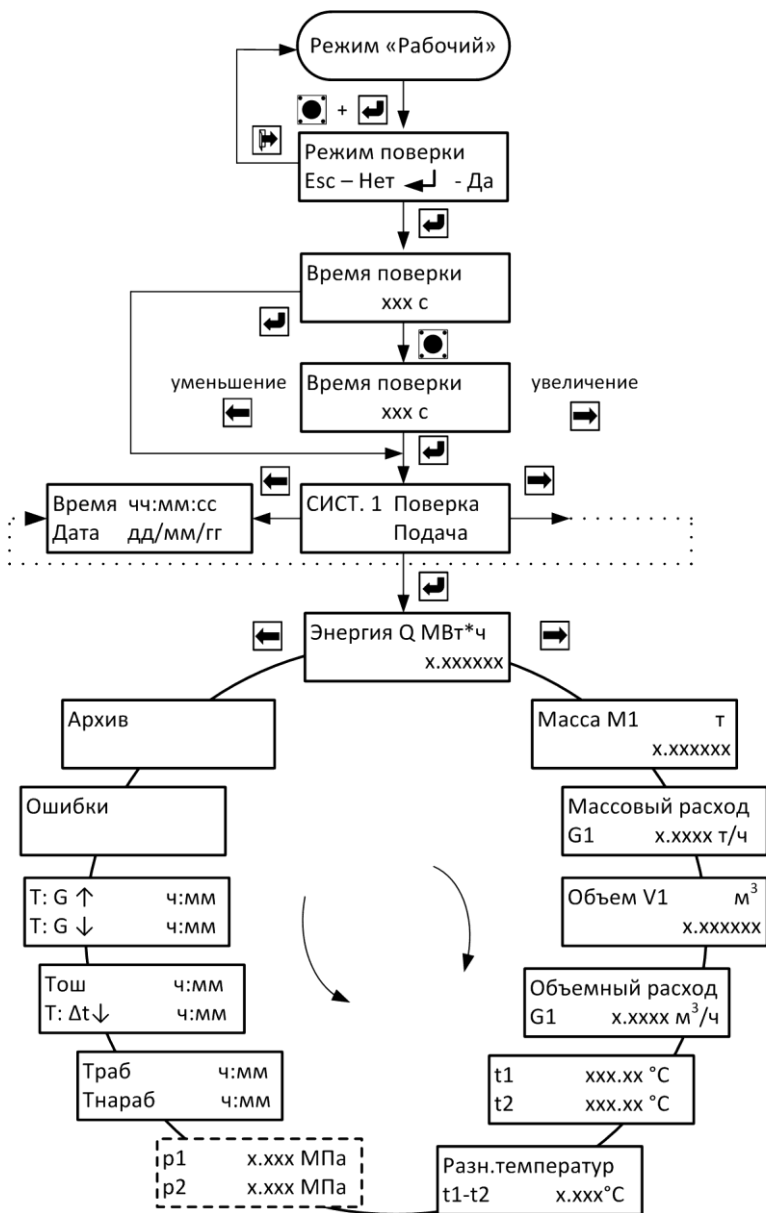 Режим «Рабочий»
+
Режим поверки
Esc – Нет - Да
Время поверки
xxx с
уменьшение
Время поверки
xxx с
увеличение
Время чч:мм:сс
Дата дд/мм/гг
СИСТ. 1 Поверка
Подача
Энергия Q МВт*ч
x.xxxxxx
Архив
Масса М1 т
x.xxxxxx
Ошибки
Массовый расход
G1 x.xxxx т/ч
T: G ↑ ч:мм
T: G ↓ ч:мм
Объем V1 м³
x.xxxxxx
Тош ч:мм
T: Δt↓ ч:мм
Объемный расход
G1 x.xxxx м³/ч
Траб ч:мм
Тнараб ч:мм
t1 xxx.xx °C
t2 xxx.xx °C
p1 x.xxx МПа
p2 x.xxx МПа
Разн.температур
t1-t2 x.xxx°C